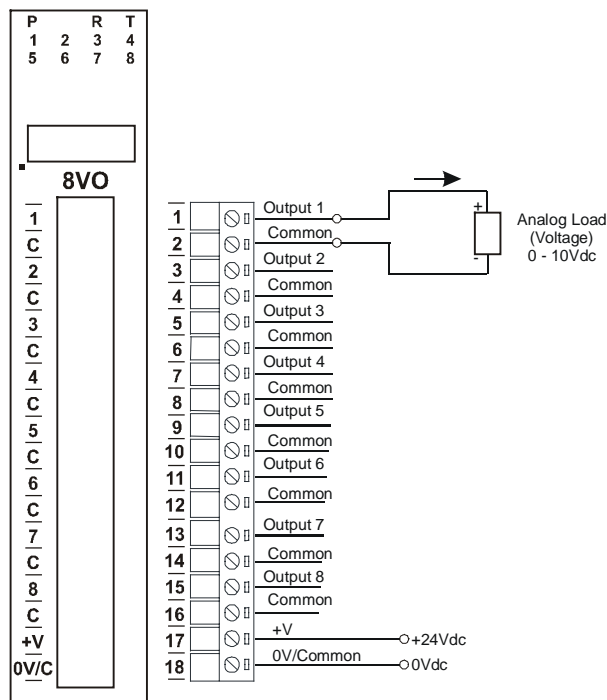 P R T
1 2 3 4
5 6 7 8
8VO
1
C
2
C
3
C
4
C
5
C
6
C
7
C
8
C
+V
0V/C
1 Output 1
2 Common
3 Output 2
4 Common
5 Output 3
6 Common
7 Output 4
8 Common
9 Output 5
10 Common
11 Output 6
12 Common
13 Output 7
14 Common
15 Output 8
16 Common
17 +V +24Vdc
18 0V/Common 0Vdc
+
-
Analog Load
(Voltage)
0 - 10Vdc